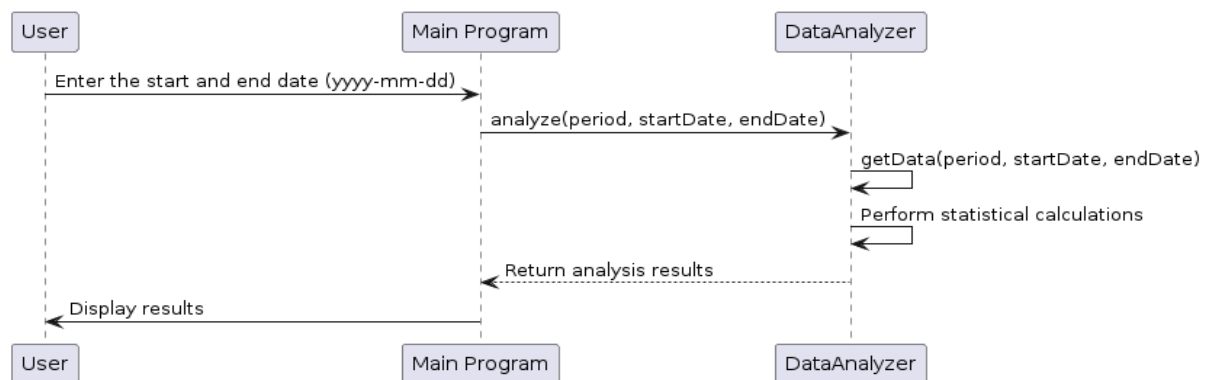 User
Main Program
DataAnalyzer
Enter the start and end date (yyyy-mm-dd)
analyze(period, startDate, endDate)
getData(period, startDate, endDate)
Perform statistical calculations
Return analysis results
Display results
User
Main Program
DataAnalyzer